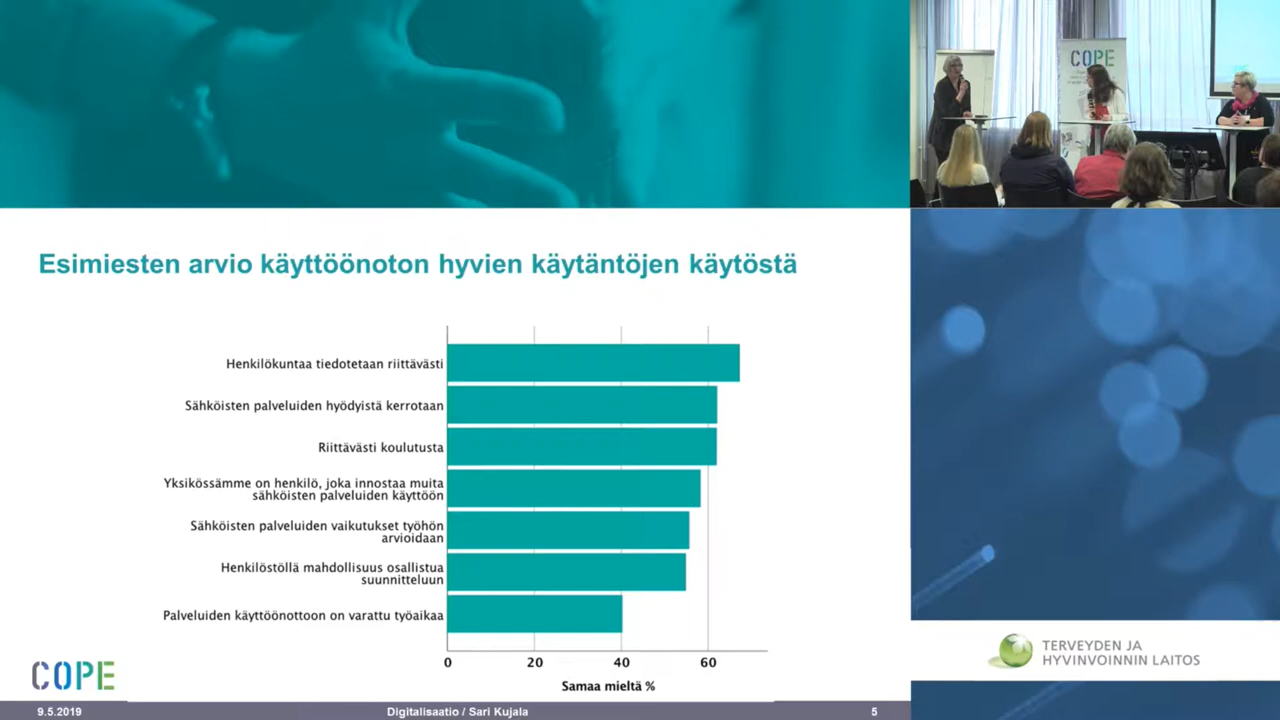 COPE
Esimiesten arvio käyttöönoton hyvien käytäntöjen käytöstä
Henkilökuntaa tiedotetaan riittävästi
Sähköisten palveluiden hyödyistä kerrotaan
Riittävästi koulutusta
Yksikössämme on henkilö, joka innostaa muita
sähköisten palveluiden käyttöön
Sähköisten palveluiden vaikutukset työhön
arvioidaan
Henkilöstöllä mahdollisuus osallistua
suunnitteluun
Palveluiden käyttöönottoon on varattu työaikaa
0 20 40 60
Samaa mieltä %
COPE
TERVEYDEN JA
HYVINVOINNIN LAITOS
9.5.2019 Digitalisaatio / Sari Kujala 5